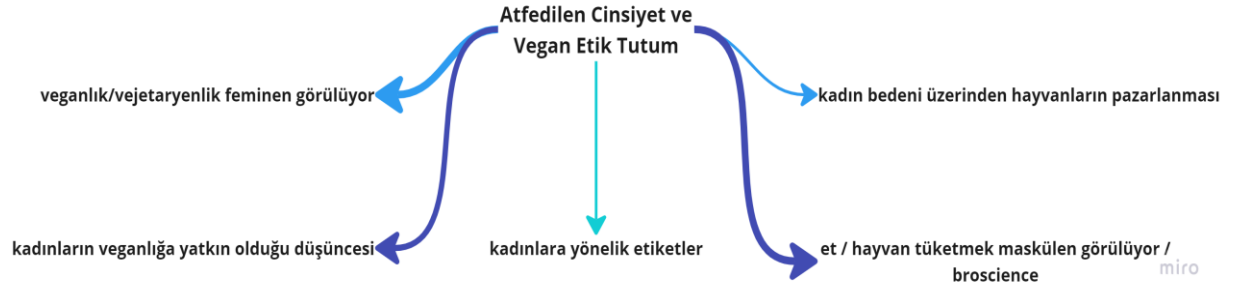 Atfedilen Cinsiyet ve
Vegan Etik Tutum
veganlık/vejetaryenlik feminen görülüyor
kadın bedeni üzerinden hayvanların pazarlanması
kadınların veganlığa yatkın olduğu düşüncesi
kadınlara yönelik etiketler
et / hayvan tüketmek maskülen görülüyor /
broscience
miro